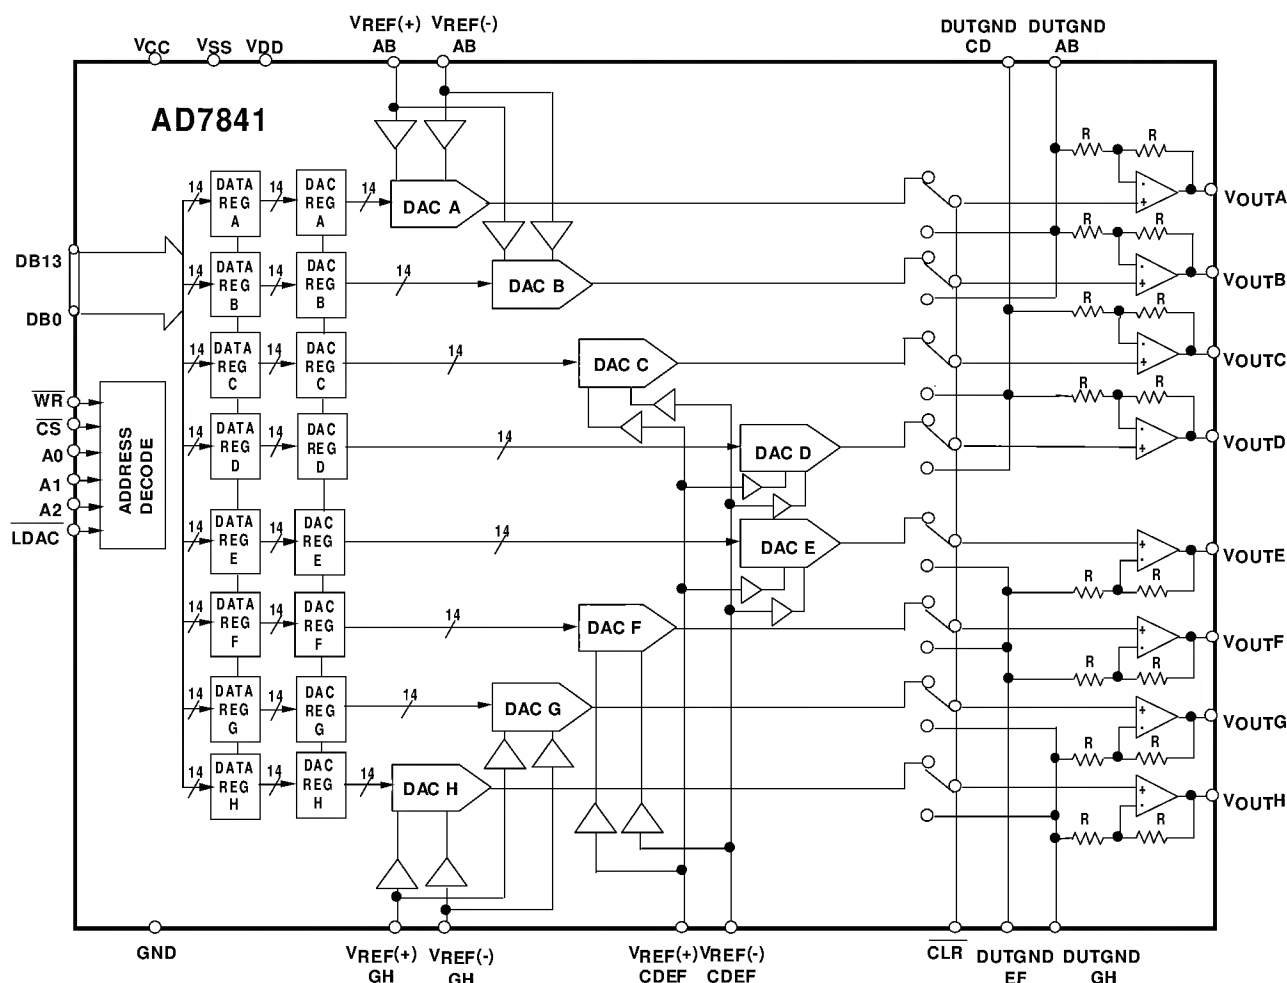 VREF(+) VREF(-) DUTGND DUTGND
VCC VSS VDD AB AB CD AB
AD7841
R R
14 DATA REG A 14 DAC REG A 14 DAC A - + VOUTA
R R
DB13 14 DATA REG B 14 DAC REG B 14 DAC B - + VOUTB
R R
DB0
14 DATA REG C 14 DAC REG C 14 DAC C - + VOUTC
R R
WR
CS
A0
A1
A2
LDAC
ADDRESS DECODE
14 DATA REG D 14 DAC REG D 14 DAC D - + VOUTD
14 DATA REG E 14 DAC REG E 14 DAC E + - VOUTE
R R
14 DATA REG F 14 DAC REG F 14 DAC F + - VOUTF
R R
14 DATA REG G 14 DAC REG G 14 DAC G + - VOUTG
R R
14 DATA REG H 14 DAC REG H 14 DAC H + - VOUTH
R R
GND VREF(+) VREF(-) VREF(+) VREF(-) CLR DUTGND DUTGND
GH GH CDEF CDEF EF GH